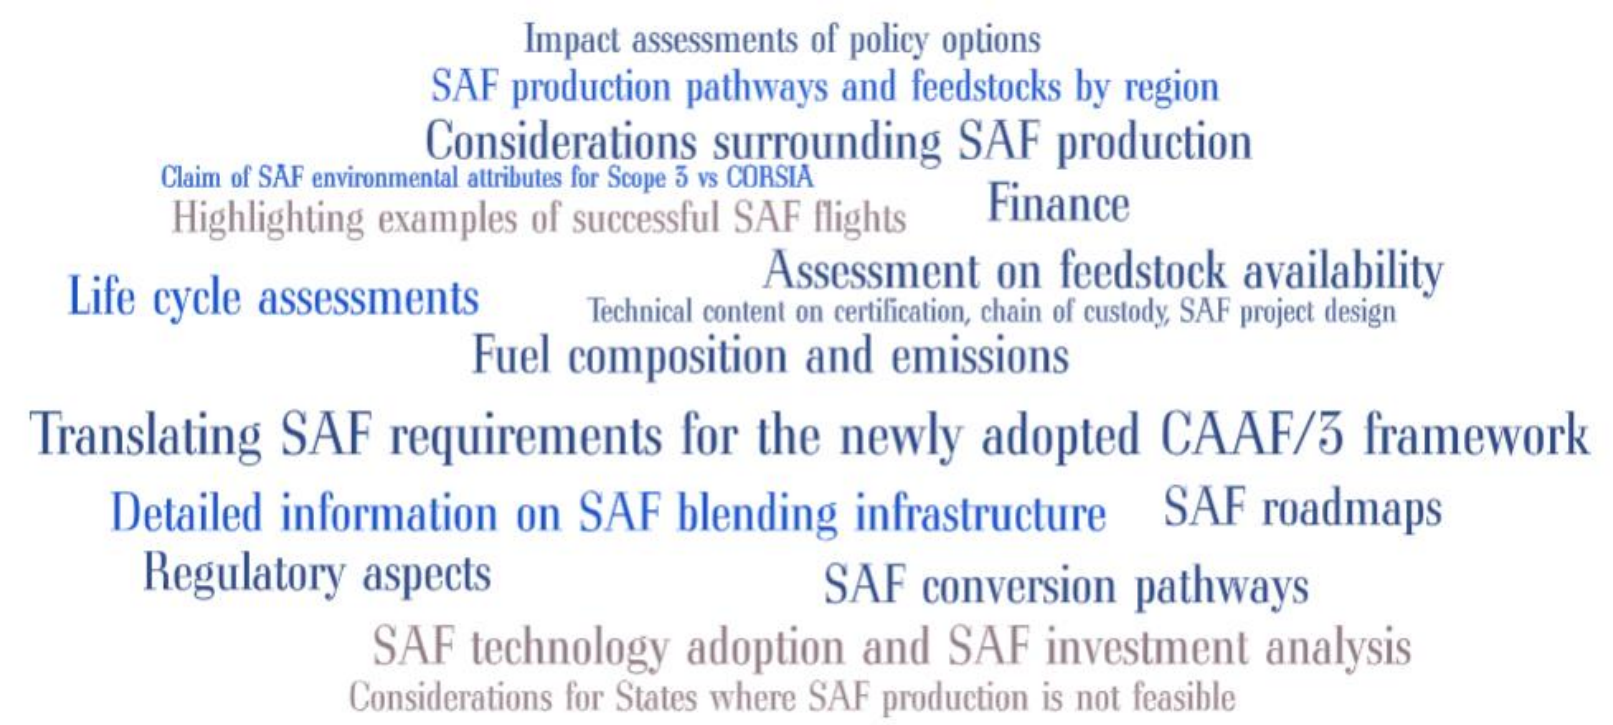 Impact assessments of policy options
SAF production pathways and feedstocks by region
Considerations surrounding SAF production
Claim of SAF environmental attributes for Scope 3 vs CORSIA
Highlighting examples of successful SAF flights
Finance
Assessment on feedstock availability
Life cycle assessments
Technical content on certification, chain of custody, SAF project design
Fuel composition and emissions
Translating SAF requirements for the newly adopted CAAF/3 framework
Detailed information on SAF blending infrastructure
SAF roadmaps
Regulatory aspects
SAF conversion pathways
SAF technology adoption and SAF investment analysis
Considerations for States where SAF production is not feasible